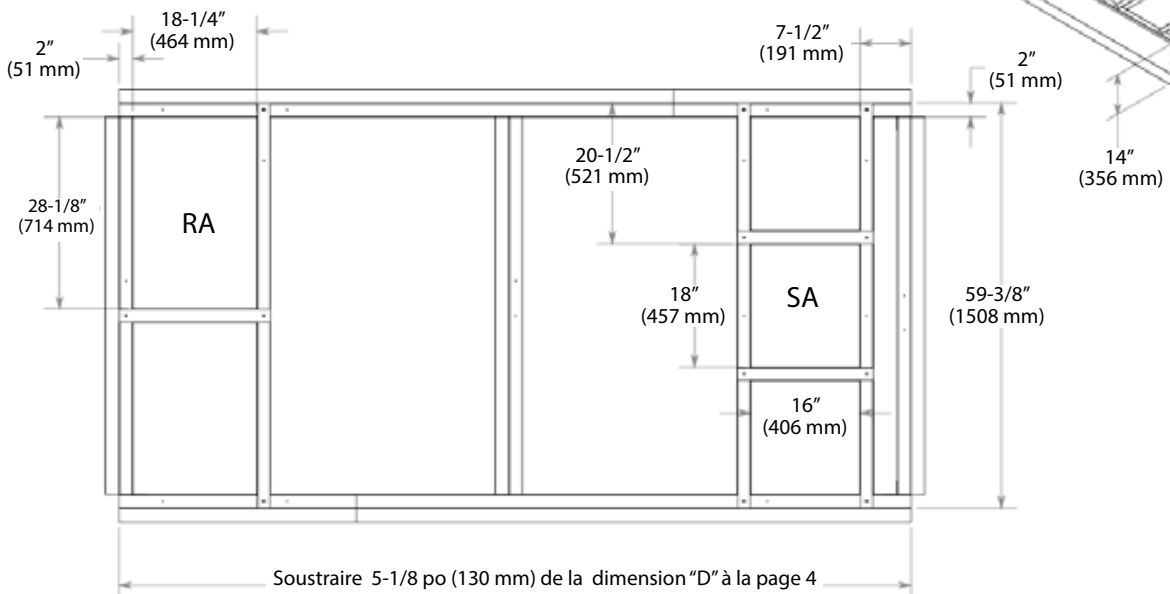 18-1/4”
(464 mm)
2”
(51 mm)
7-1/2”
(191 mm)
2”
(51 mm)
14”
(356 mm)
20-1/2”
(521 mm)
28-1/8”
(714 mm)
RA
18”
(457 mm)
SA
59-3/8”
(1508 mm)
16”
(406 mm)
Soustraire 5-1/8 po (130 mm) de la dimension “D” à la page 4